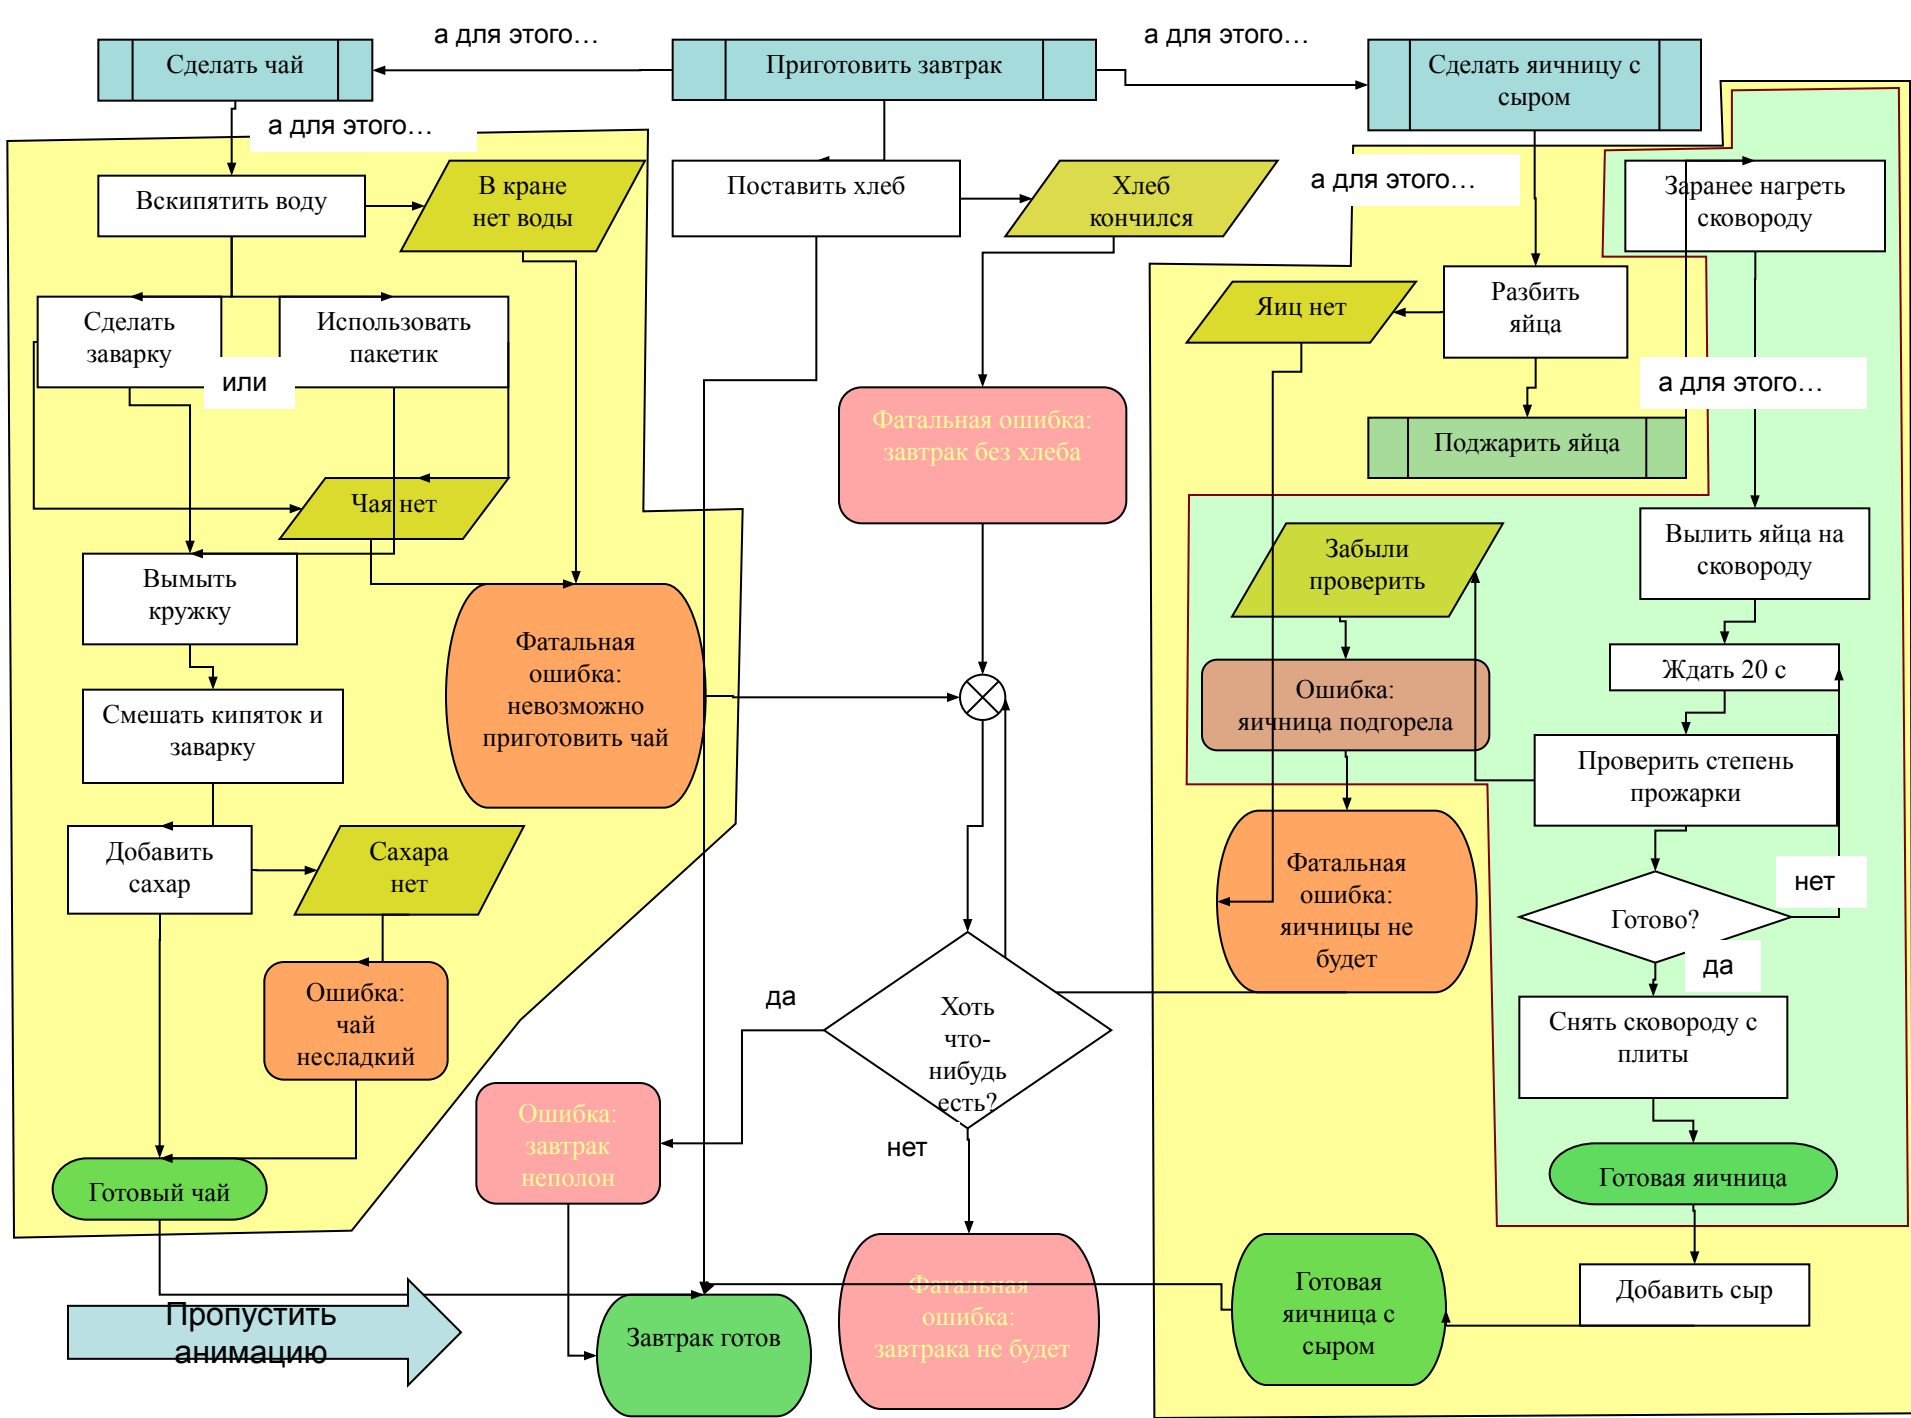 а для этого…
а для этого…
Сделать чай
Приготовить завтрак
Сделать яичницу с
сыром
а для этого…
Вскипятить воду
В кране
нет воды
Поставить хлеб
Хлеб
кончился
а для этого…
Заранее нагреть
сковороду
Сделать
заварку
или
Использовать
пакетик
Яиц нет
Разбить
яйца
а для этого…
Фатальная ошибка:
завтрак без хлеба
Поджарить яйца
Чая нет
Забыли
проверить
Вылить яйца на
сковороду
Вымыть
кружку
Фатальная
ошибка:
невозможно
приготовить чай
Ошибка:
яичница подгорела
Ждать 20 с
Смешать кипяток и
заварку
Проверить степень
прожарки
Добавить
сахар
Сахара
нет
Фатальная
ошибка:
яичницы не
будет
нет
Готово?
да
Ошибка:
чай
несладкий
да
Хоть
что-
нибудь
есть?
Снять сковороду с
плиты
Ошибка:
завтрак
неполон
нет
Готовый чай
Готовая яичница
Пропустить
анимацию
Завтрак готов
Фатальная
ошибка:
завтрака не будет
Готовая
яичница с
сыром
Добавить сыр